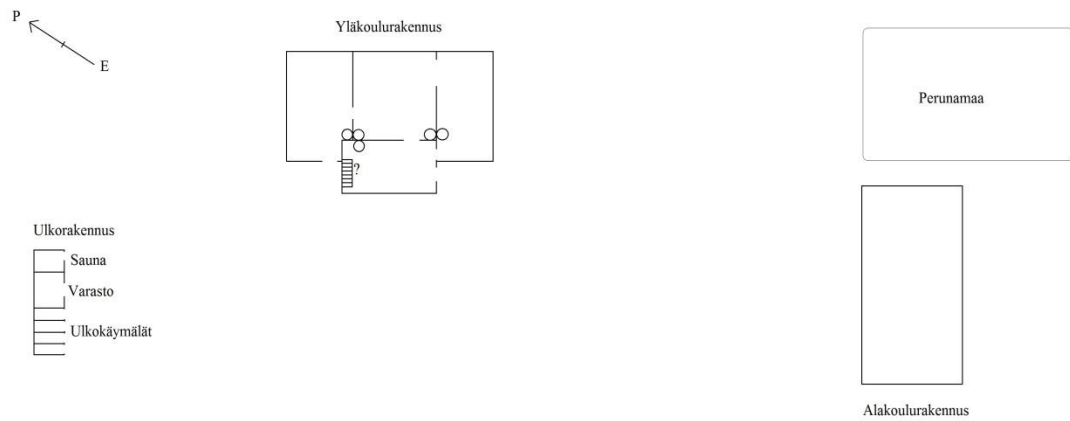 P
E
Yläkoulurakennus
Perunamaa
?
Ulkorakennus
Sauna
Varasto
Ulkokäymälät
Alakoulurakennus